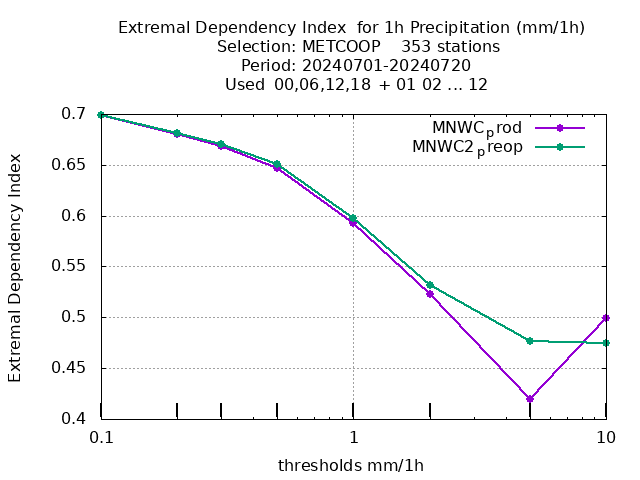 Extremal Dependency Index  for 1h Precipitation (mm/1h)
Selection: METCOOP    353 stations
Period: 20240701-20240720
Used  00,06,12,18 + 01 02 ... 12
MNWC_prod
MNWC2_preop
0.7
0.65
0.6
0.55
0.5
0.45
0.4
Extremal Dependency Index
0.1
1
10
thresholds mm/1h